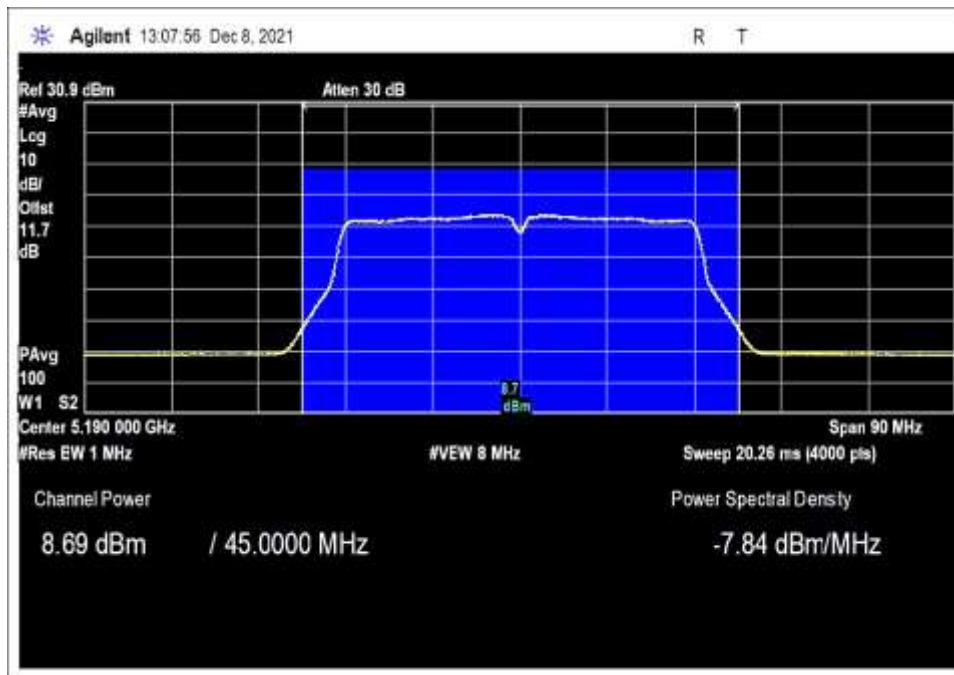 Agilent 13:07:56 Dec 8, 2021
R T
Ref 30.9 dBm
Atten 30 dB
#Avg
Log
10
dB/
Offst
11.7
dB
PAvg
100
W1 S2
8.7
dBm
Center 5.190 000 GHz
Span 90 MHz
#Res BW 1 MHz
#VBW 8 MHz
Sweep 20.26 ms (4000 pts)
Channel Power
Power Spectral Density
8.69 dBm / 45.0000 MHz
-7.84 dBm/MHz